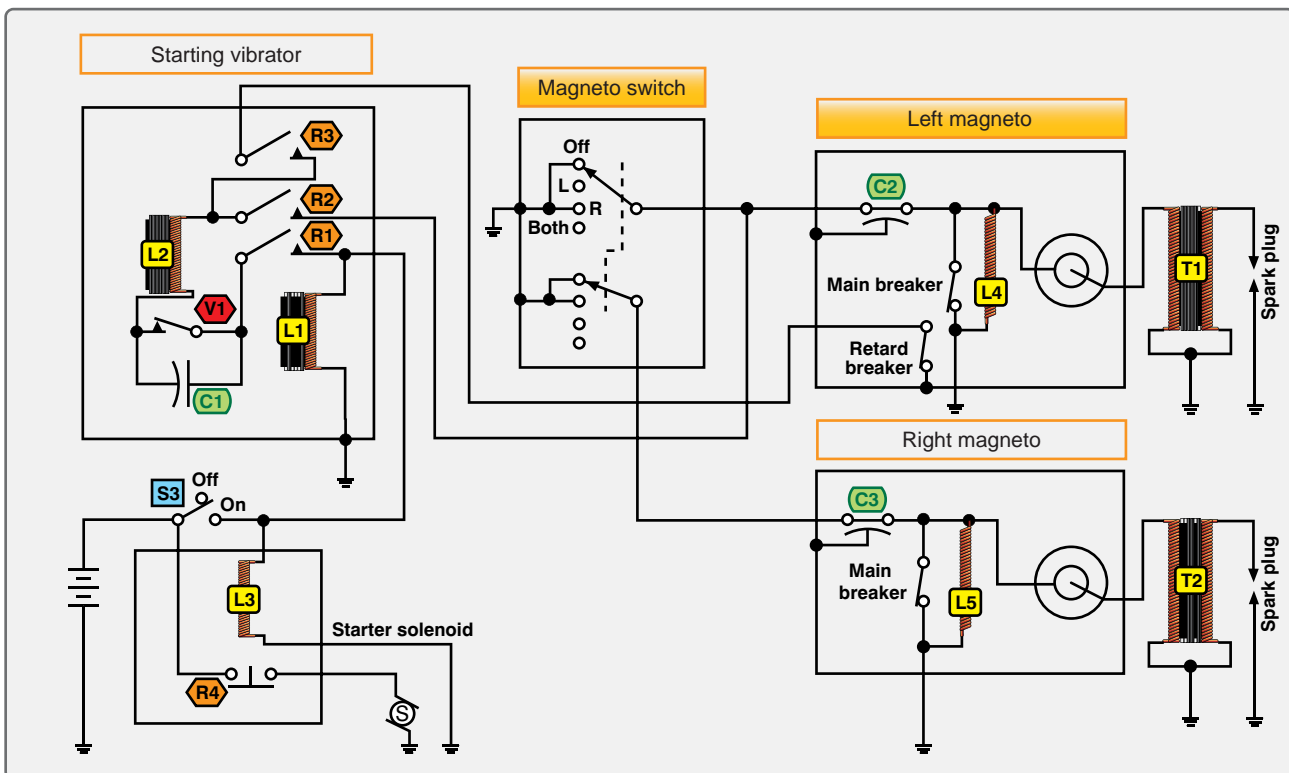 Starting vibrator
Magneto switch
Left magneto
R3
R2
R1
L2
V1
L1
C1
Off
L
R
Both
C2
Main breaker
L4
Retard
breaker
T1
Spark plug
Right magneto
C3
Main
breaker
L5
T2
Spark plug
S3
Off
On
L3
Starter solenoid
R4
S